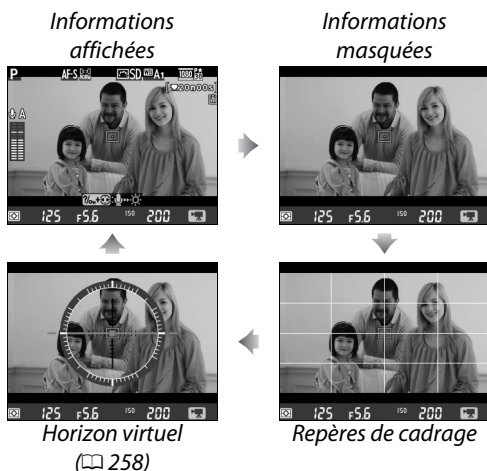 Informations
affichées
Informations
masquées
P AF-S SD A1 1080
20m00s
A
125 F5.6 ISO 200
125 F5.6 ISO 200
125 F5.6 ISO 200
125 F5.6 ISO 200
Horizon virtuel
(258)
Repères de cadrage